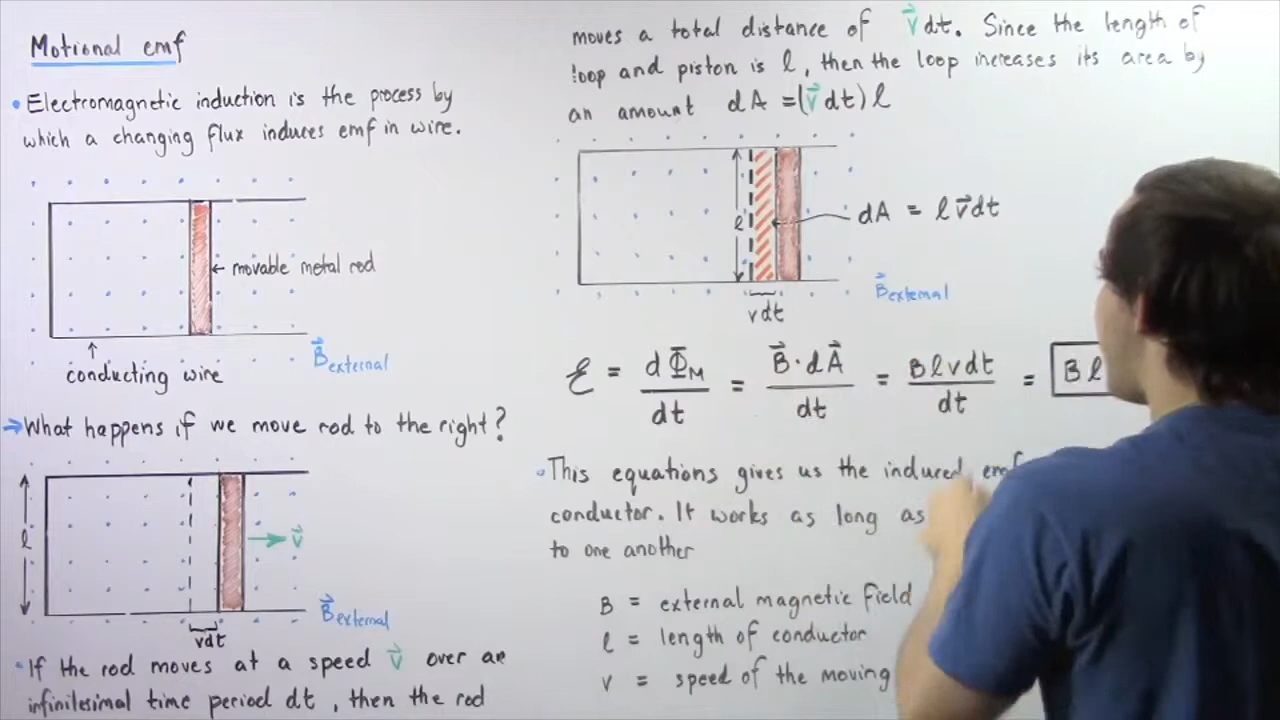 Motional emf
• Electromagnetic induction is the process by
which a changing flux induces emf in wire.
← movable metal rod
B⃗external
↑
conducting wire
⇒ What happens if we move rod to the right?
l
v⃗
B⃗external
vdt
• If the rod moves at a speed v⃗ over an
infinitesimal time period dt, then the rod
moves a total distance of v⃗dt. Since the length of
loop and piston is l, then the loop increases its area by
an amount dA = (v⃗dt)l
l
dA = l v⃗dt
B⃗external
vdt
ℰ = dΦM/dt = B⃗·dA⃗/dt = Blvdt/dt = Bl
• This equations gives us the induced emf
conductor. It works as long as
to one another
B = external magnetic field
l = length of conductor
v = speed of the moving